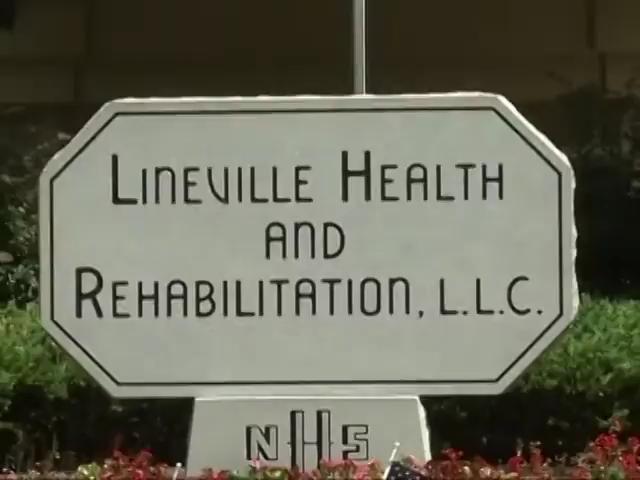 LINEVILLE HEALTH
AND
REHABILITATION, L.L.C.
NHS